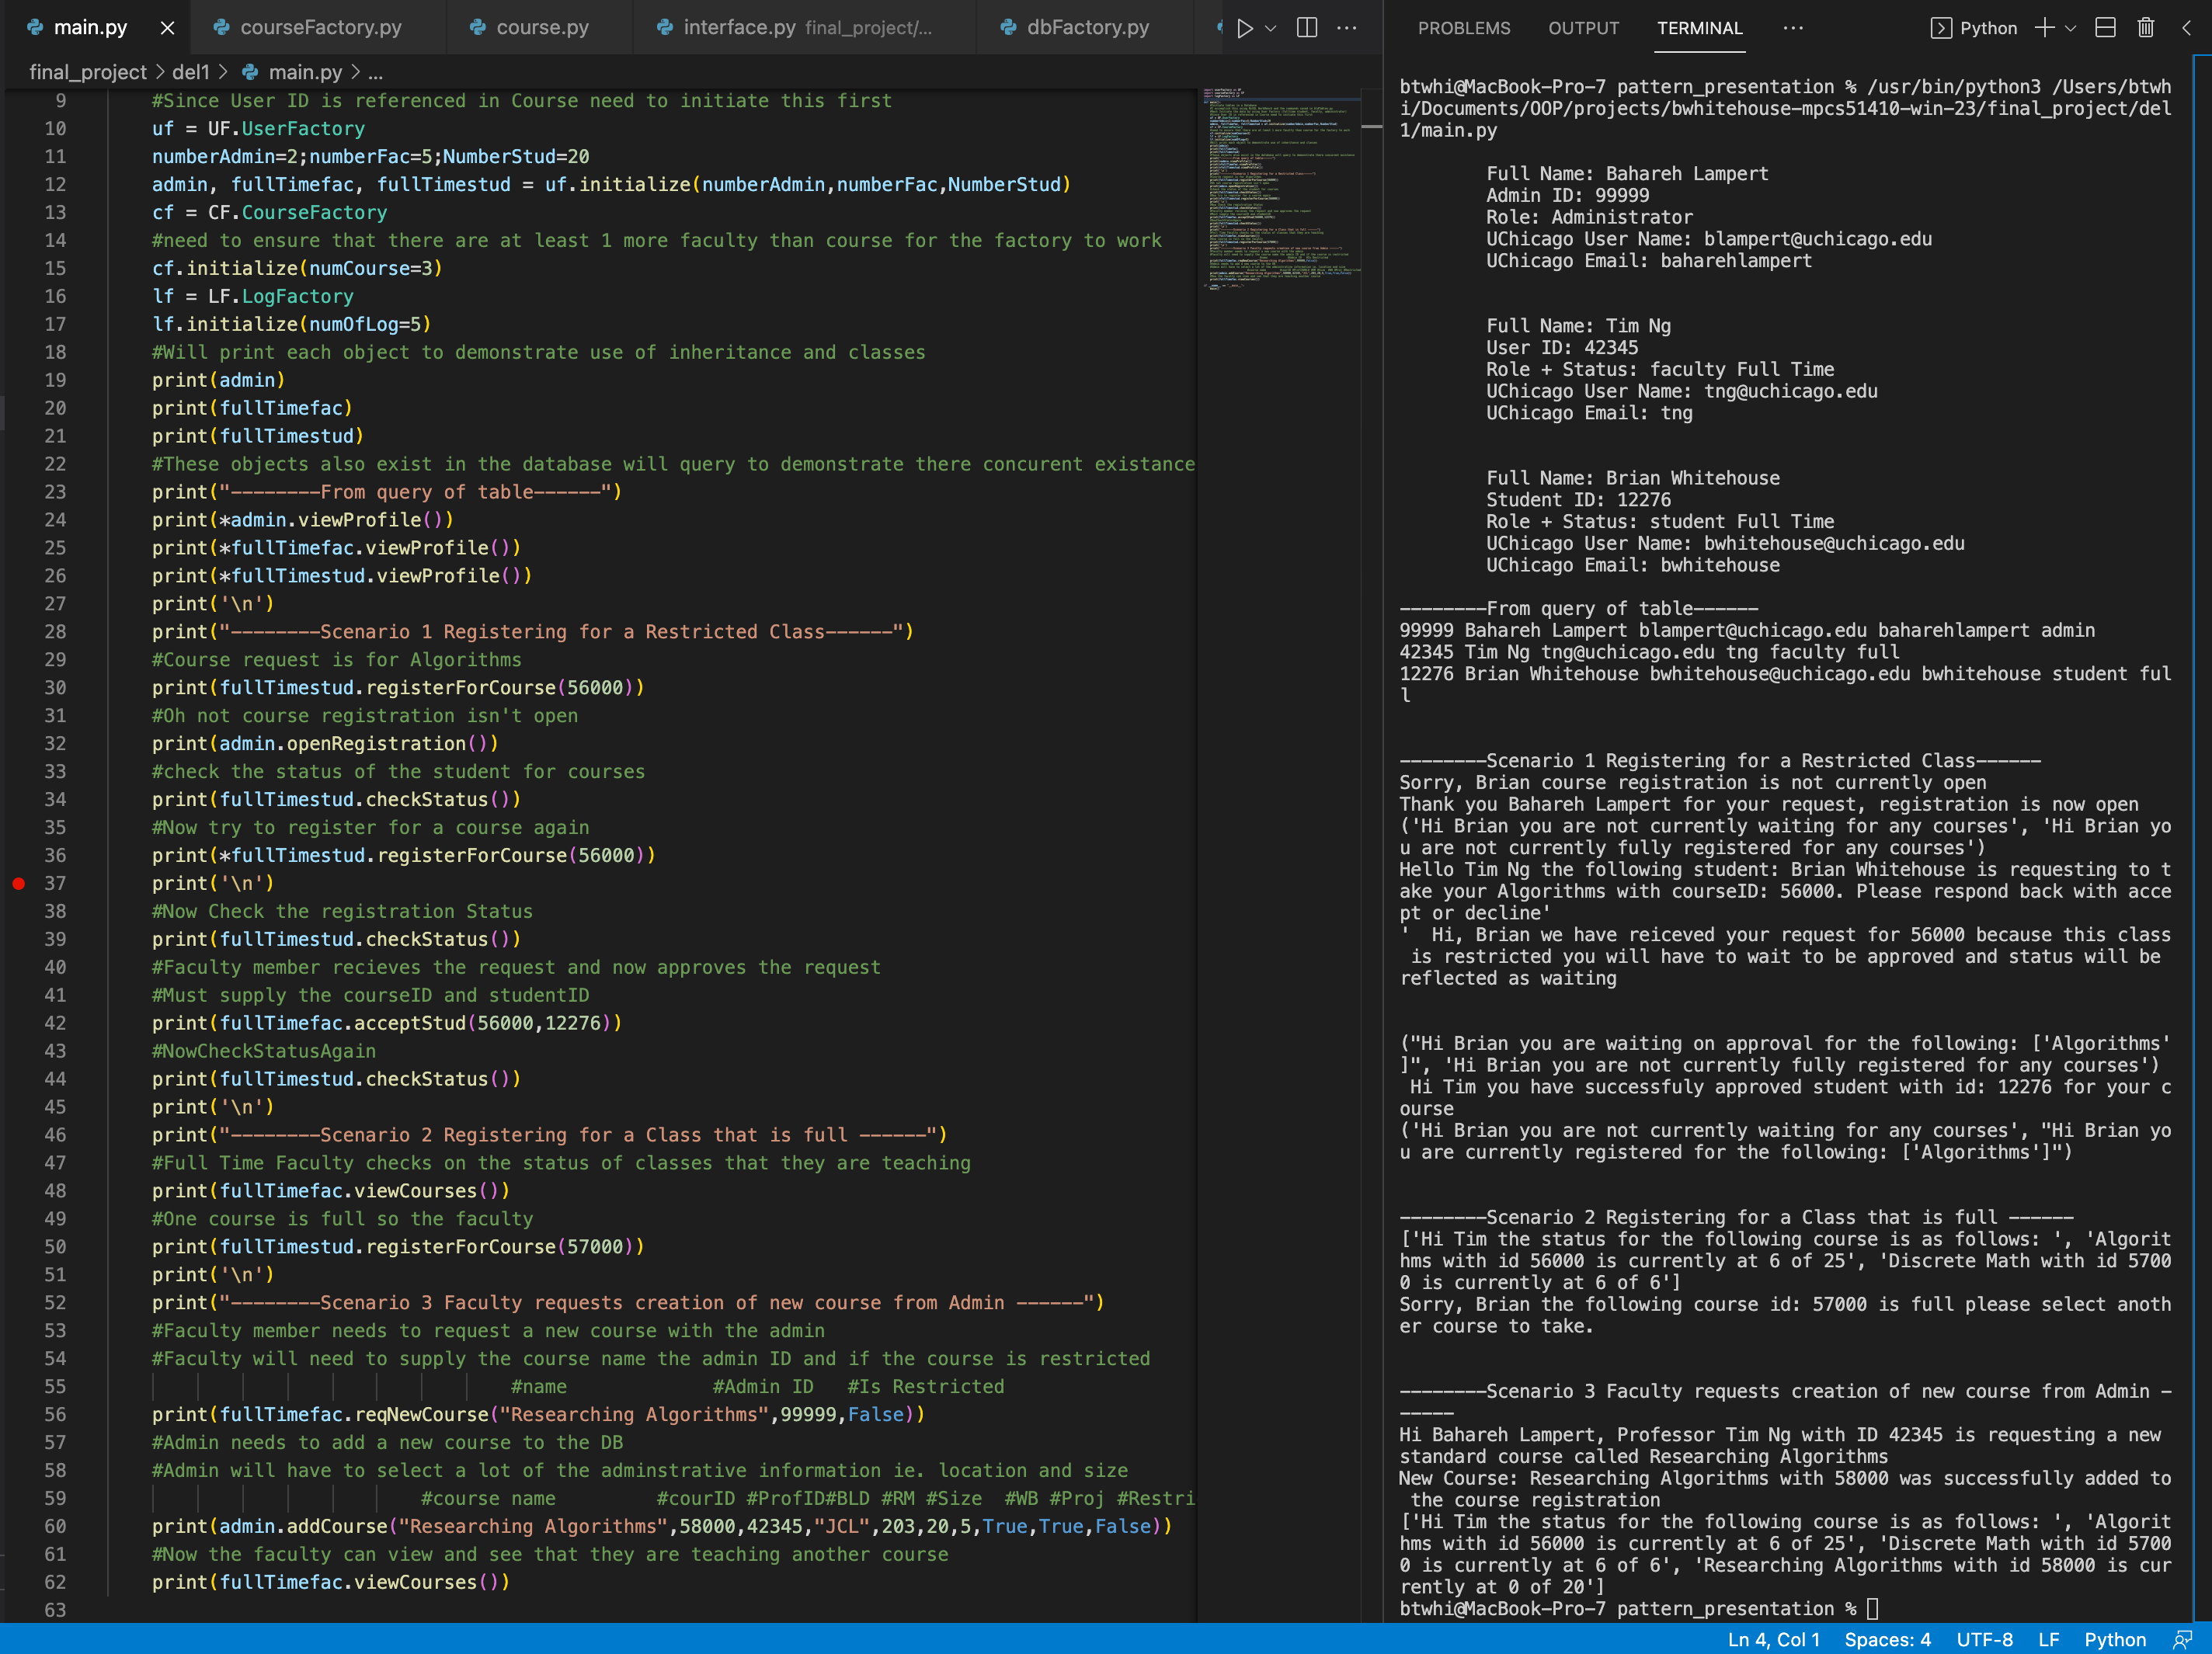 main.py
courseFactory.py
course.py
interface.py final_project/...
dbFactory.py
final_project > del1 > main.py > ...
9 #Since User ID is referenced in Course need to initiate this first
10 uf = UF.UserFactory
11 numberAdmin=2;numberFac=5;NumberStud=20
12 admin, fullTimefac, fullTimestud = uf.initialize(numberAdmin,numberFac,NumberStud)
13 cf = CF.CourseFactory
14 #need to ensure that there are at least 1 more faculty than course for the factory to work
15 cf.initialize(numCourse=3)
16 lf = LF.LogFactory
17 lf.initialize(numOfLog=5)
18 #Will print each object to demonstrate use of inheritance and classes
19 print(admin)
20 print(fullTimefac)
21 print(fullTimestud)
22 #These objects also exist in the database will query to demonstrate there concurent existance
23 print("--------From query of table------")
24 print(*admin.viewProfile())
25 print(*fullTimefac.viewProfile())
26 print(*fullTimestud.viewProfile())
27 print('\n')
28 print("--------Scenario 1 Registering for a Restricted Class------")
29 #Course request is for Algorithms
30 print(fullTimestud.registerForCourse(56000))
31 #Oh not course registration isn't open
32 print(admin.openRegistration())
33 #check the status of the student for courses
34 print(fullTimestud.checkStatus())
35 #Now try to register for a course again
36 print(*fullTimestud.registerForCourse(56000))
37 print('\n')
38 #Now Check the registration Status
39 print(fullTimestud.checkStatus())
40 #Faculty member recieves the request and now approves the request
41 #Must supply the courseID and studentID
42 print(fullTimefac.acceptStud(56000,12276))
43 #NowCheckStatusAgain
44 print(fullTimestud.checkStatus())
45 print('\n')
46 print("--------Scenario 2 Registering for a Class that is full ------")
47 #Full Time Faculty checks on the status of classes that they are teaching
48 print(fullTimefac.viewCourses())
49 #One course is full so the faculty
50 print(fullTimestud.registerForCourse(57000))
51 print('\n')
52 print("--------Scenario 3 Faculty requests creation of new course from Admin ------")
53 #Faculty member needs to request a new course with the admin
54 #Faculty will need to supply the course name the admin ID and if the course is restricted
55 #name #Admin ID #Is Restricted
56 print(fullTimefac.reqNewCourse("Researching Algorithms",99999,False))
57 #Admin needs to add a new course to the DB
58 #Admin will have to select a lot of the adminstrative information ie. location and size
59 #course name #courID #ProfID#BLD #RM #Size #WB #Proj #Restri
60 print(admin.addCourse("Researching Algorithms",58000,42345,"JCL",203,20,5,True,True,False))
61 #Now the faculty can view and see that they are teaching another course
62 print(fullTimefac.viewCourses())
63
PROBLEMS OUTPUT TERMINAL ... Python
btwhi@MacBook-Pro-7 pattern_presentation % /usr/bin/python3 /Users/btwh
i/Documents/OOP/projects/bwhitehouse-mpcs51410-win-23/final_project/del
1/main.py
Full Name: Bahareh Lampert
Admin ID: 99999
Role: Administrator
UChicago User Name: blampert@uchicago.edu
UChicago Email: baharehlampert
Full Name: Tim Ng
User ID: 42345
Role + Status: faculty Full Time
UChicago User Name: tng@uchicago.edu
UChicago Email: tng
Full Name: Brian Whitehouse
Student ID: 12276
Role + Status: student Full Time
UChicago User Name: bwhitehouse@uchicago.edu
UChicago Email: bwhitehouse
--------From query of table------
99999 Bahareh Lampert blampert@uchicago.edu baharehlampert admin
42345 Tim Ng tng@uchicago.edu tng faculty full
12276 Brian Whitehouse bwhitehouse@uchicago.edu bwhitehouse student ful
l
--------Scenario 1 Registering for a Restricted Class------
Sorry, Brian course registration is not currently open
Thank you Bahareh Lampert for your request, registration is now open
('Hi Brian you are not currently waiting for any courses', 'Hi Brian yo
u are not currently fully registered for any courses')
Hello Tim Ng the following student: Brian Whitehouse is requesting to t
ake your Algorithms with courseID: 56000. Please respond back with acce
pt or decline'
'  Hi, Brian we have reiceved your request for 56000 because this class
 is restricted you will have to wait to be approved and status will be
reflected as waiting
("Hi Brian you are waiting on approval for the following: ['Algorithms'
]", 'Hi Brian you are not currently fully registered for any courses')
 Hi Tim you have successfuly approved student with id: 12276 for your c
ourse
('Hi Brian you are not currently waiting for any courses', "Hi Brian yo
u are currently registered for the following: ['Algorithms']")
--------Scenario 2 Registering for a Class that is full ------
['Hi Tim the status for the following course is as follows: ', 'Algorit
hms with id 56000 is currently at 6 of 25', 'Discrete Math with id 5700
0 is currently at 6 of 6']
Sorry, Brian the following course id: 57000 is full please select anoth
er course to take.
--------Scenario 3 Faculty requests creation of new course from Admin -
-----
Hi Bahareh Lampert, Professor Tim Ng with ID 42345 is requesting a new
standard course called Researching Algorithms
New Course: Researching Algorithms with 58000 was successfully added to
 the course registration
['Hi Tim the status for the following course is as follows: ', 'Algorit
hms with id 56000 is currently at 6 of 25', 'Discrete Math with id 5700
0 is currently at 6 of 6', 'Researching Algorithms with id 58000 is cur
rently at 0 of 20']
btwhi@MacBook-Pro-7 pattern_presentation %
Ln 4, Col 1 Spaces: 4 UTF-8 LF Python